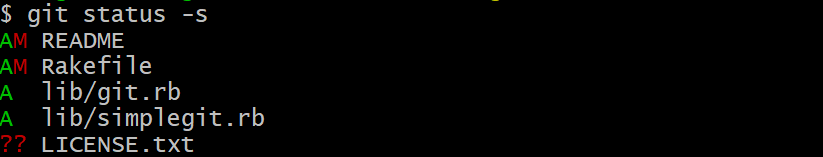 $ git status -s
AM README
AM Rakefile
A  lib/git.rb
A  lib/simplegit.rb
?? LICENSE.txt